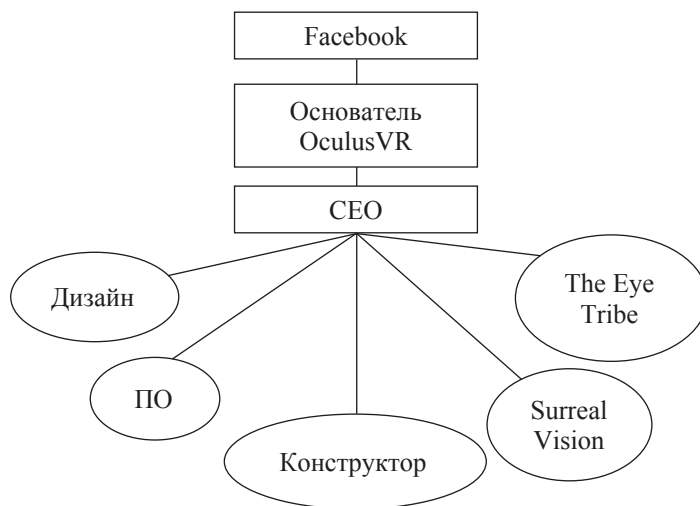 Facebook
Основатель
OculusVR
CEO
Дизайн
The Eye
Tribe
ПО
Surreal
Vision
Конструктор